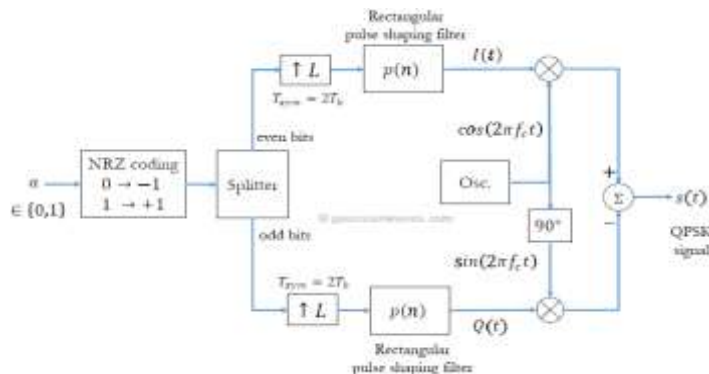 Rectangular
pulse shaping filter
↑ L
p(n)
I(t)
T_sym = 2T_b
cos(2πf_c t)
even bits
NRZ coding
0 → −1
1 → +1
a
∈ {0,1}
Splitter
Osc.
+
Σ
s(t)
−
QPSK
signal
90°
odd bits
sin(2πf_c t)
T_sym = 2T_b
↑ L
p(n)
Q(t)
Rectangular
pulse shaping filter